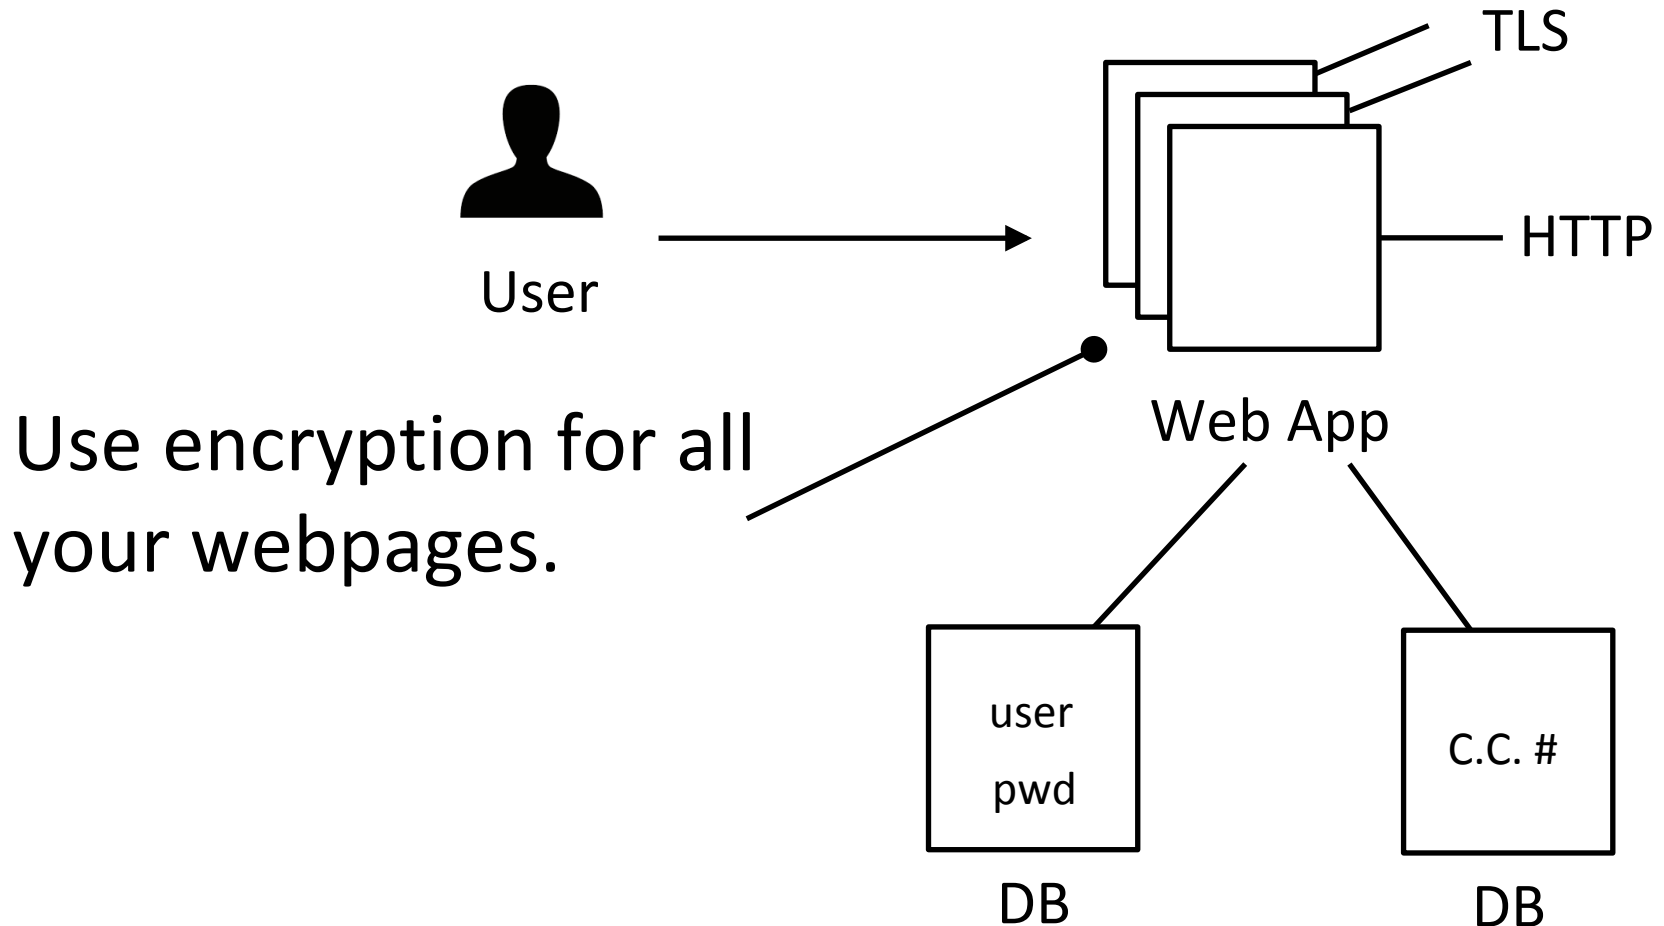 TLS
HTTP
User
Web App
Use encryption for all
your webpages.
user
pwd
C.C. #
DB
DB